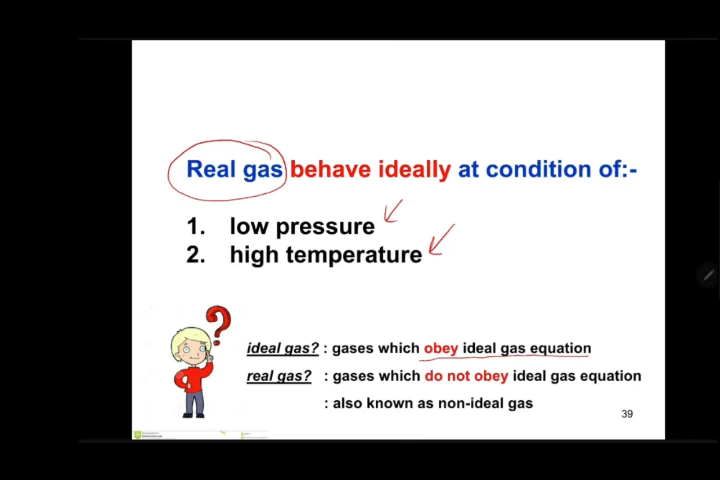 Real gas behave ideally at condition of:-
1. low pressure
2. high temperature
ideal gas? : gases which obey ideal gas equation
real gas? : gases which do not obey ideal gas equation
: also known as non-ideal gas
39